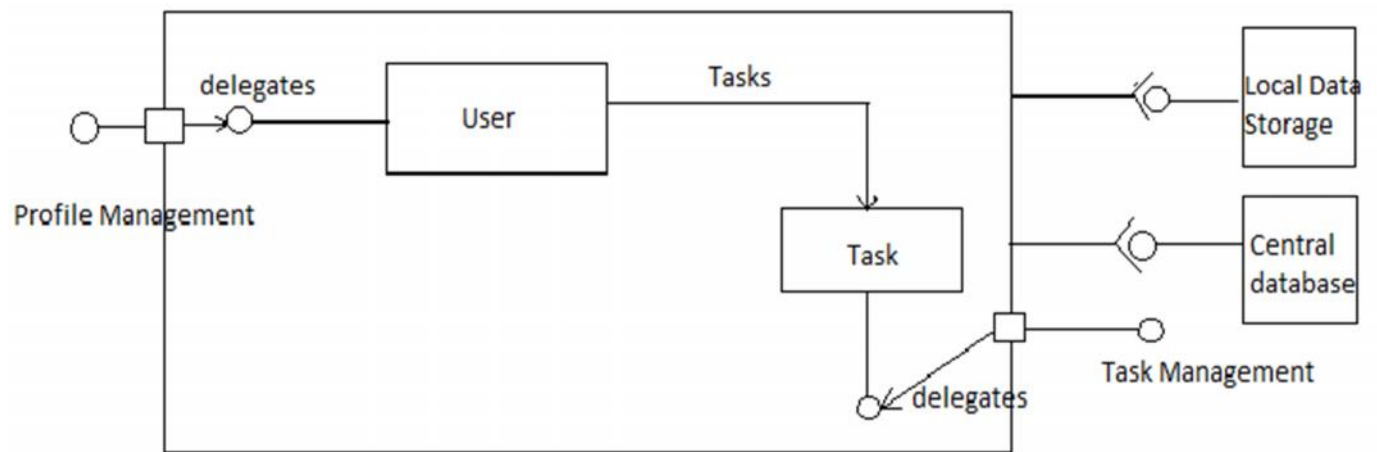 delegates
User
Tasks
Local Data
Storage
Profile Management
Task
Central
database
Task Management
delegates